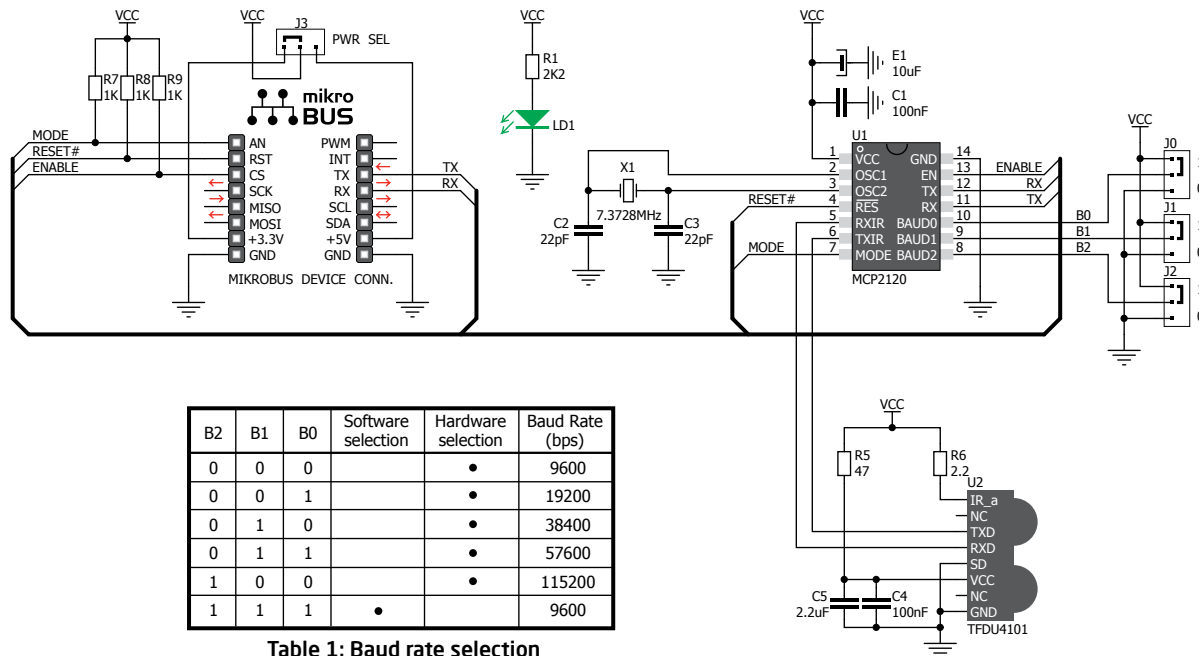 VCC
VCC
J3
PWR SEL
R7
1K
R8
1K
R9
1K
mikro
BUS
MODE
RESET#
ENABLE
AN
RST
CS
SCK
MISO
MOSI
+3.3V
GND
PWM
INT
TX
RX
SCL
SDA
+5V
GND
TX
RX
MIKROBUS DEVICE CONN.
VCC
R1
2K2
LD1
VCC
E1
10uF
C1
100nF
X1
7.3728MHz
C2
22pF
C3
22pF
RESET#
MODE
U1
1
2
3
4
5
6
7
VCC
OSC1
OSC2
RES
RXIR
TXIR
MODE
GND
EN
TX
RX
BAUD0
BAUD1
BAUD2
14
13
12
11
10
9
8
MCP2120
ENABLE
RX
TX
B0
B1
B2
VCC
J0
J1
J2
B2 B1 B0 Software selection Hardware selection Baud Rate (bps)
0 0 0 • 9600
0 0 1 • 19200
0 1 0 • 38400
0 1 1 • 57600
1 0 0 • 115200
1 1 1 • 9600
Table 1: Baud rate selection
VCC
R5
47
R6
2.2
U2
IR_a
NC
TXD
RXD
SD
VCC
NC
GND
TFDU4101
C5
2.2uF
C4
100nF